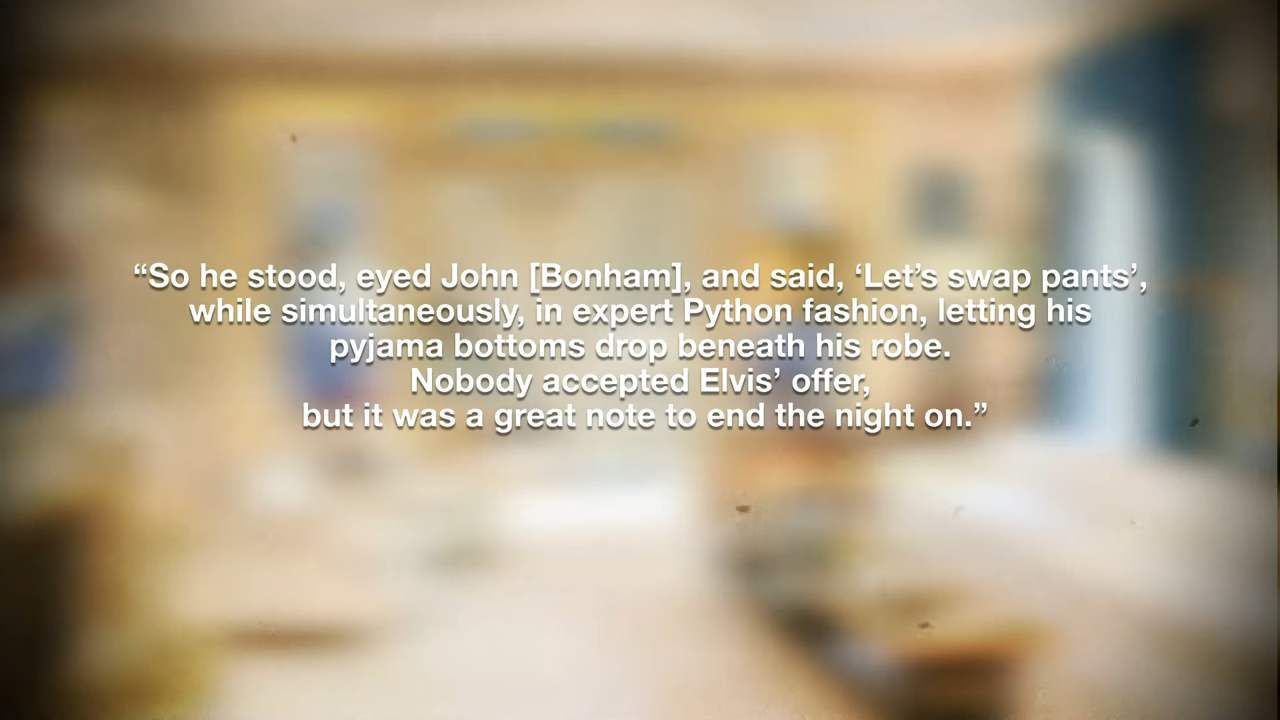 “So he stood, eyed John [Bonham], and said, ‘Let’s swap pants’,
while simultaneously, in expert Python fashion, letting his
pyjama bottoms drop beneath his robe.
Nobody accepted Elvis’ offer,
but it was a great note to end the night on.”